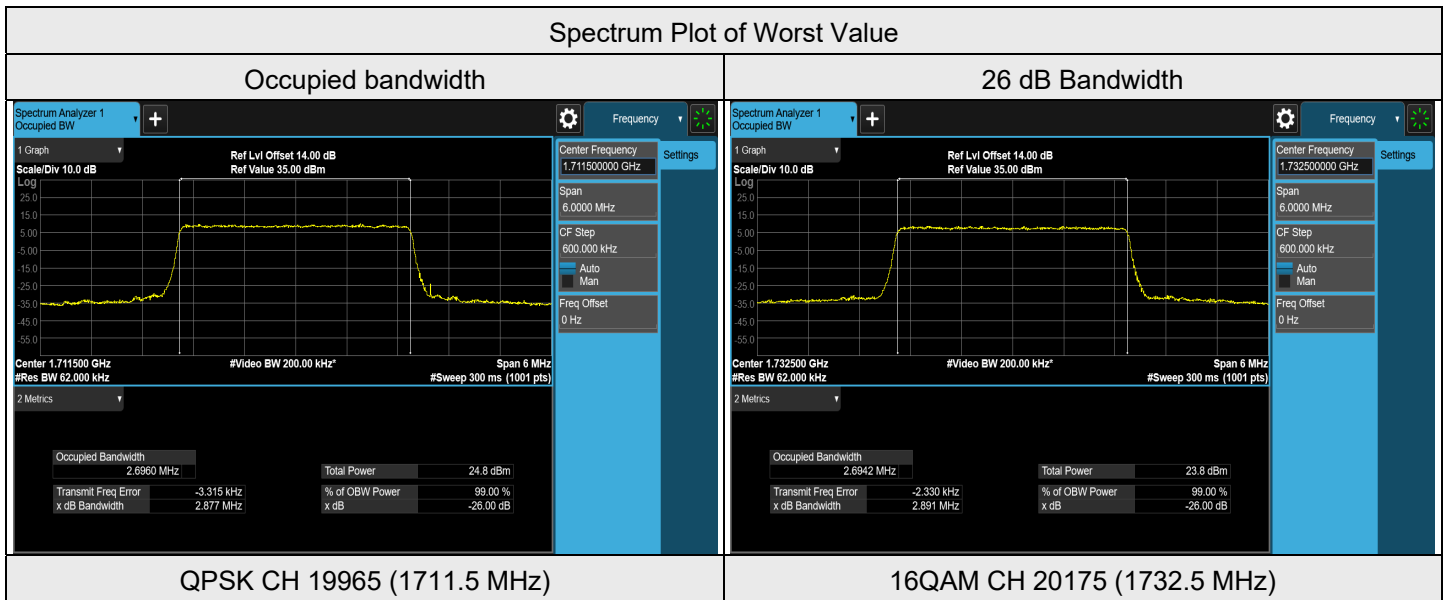 Spectrum Plot of Worst Value
Occupied bandwidth
26 dB Bandwidth
Spectrum Analyzer 1
Occupied BW
+
Frequency
1 Graph
Ref Lvl Offset 14.00 dB
Scale/Div 10.0 dB
Ref Value 35.00 dBm
Log
25.0
15.0
5.00
-5.00
-15.0
-25.0
-35.0
-45.0
-55.0
Center 1.711500 GHz
#Video BW 200.00 kHz*
Span 6 MHz
#Res BW 62.000 kHz
#Sweep 300 ms (1001 pts)
Center Frequency
1.711500000 GHz
Settings
Span
6.0000 MHz
CF Step
600.000 kHz
Auto
Man
Freq Offset
0 Hz
2 Metrics
Occupied Bandwidth
2.6960 MHz
Total Power 24.8 dBm
Transmit Freq Error -3.315 kHz
% of OBW Power 99.00 %
x dB Bandwidth 2.877 MHz
x dB -26.00 dB
Spectrum Analyzer 1
Occupied BW
+
Frequency
1 Graph
Ref Lvl Offset 14.00 dB
Scale/Div 10.0 dB
Ref Value 35.00 dBm
Log
25.0
15.0
5.00
-5.00
-15.0
-25.0
-35.0
-45.0
-55.0
Center 1.732500 GHz
#Video BW 200.00 kHz*
Span 6 MHz
#Res BW 62.000 kHz
#Sweep 300 ms (1001 pts)
Center Frequency
1.732500000 GHz
Settings
Span
6.0000 MHz
CF Step
600.000 kHz
Auto
Man
Freq Offset
0 Hz
2 Metrics
Occupied Bandwidth
2.6942 MHz
Total Power 23.8 dBm
Transmit Freq Error -2.330 kHz
% of OBW Power 99.00 %
x dB Bandwidth 2.891 MHz
x dB -26.00 dB
QPSK CH 19965 (1711.5 MHz)
16QAM CH 20175 (1732.5 MHz)